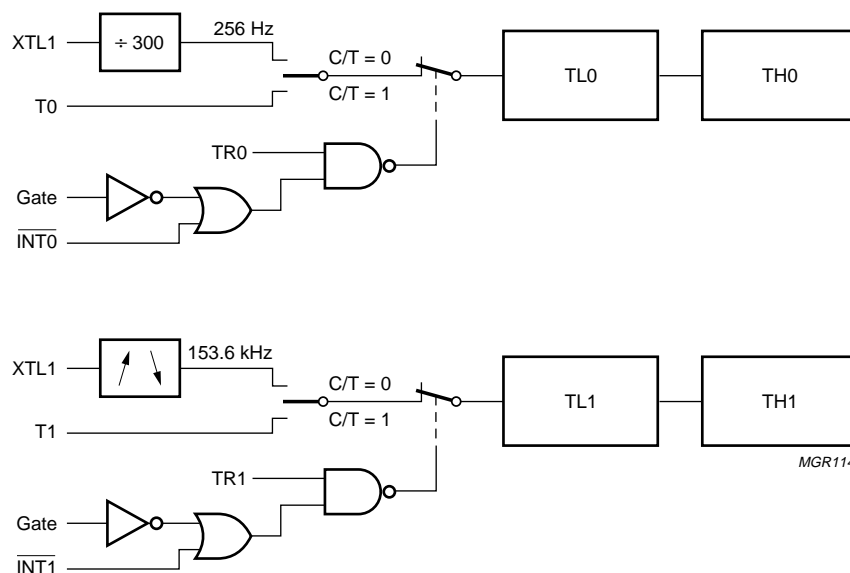 XTL1
÷ 300
256 Hz
C/T = 0
T0
C/T = 1
TL0
TH0
TR0
Gate
INT0
XTL1
153.6 kHz
C/T = 0
T1
C/T = 1
TL1
TH1
MGR114
TR1
Gate
INT1